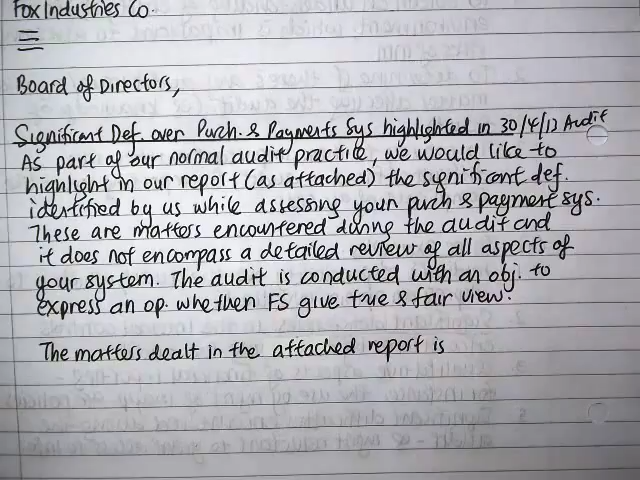 Fox Industries Co.
Board of Directors,
Significant Def. over Purch. & Payments Sys highlighted in 30/4/12 Audit
As part of our normal audit practice, we would like to
highlight in our report (as attached) the significant def.
identified by us while assessing your purch & payment sys.
These are matters encountered during the audit and
it does not encompass a detailed review of all aspects of
your system. The audit is conducted with an obj. to
express an op. whether FS give true & fair view.
The matters dealt in the attached report is